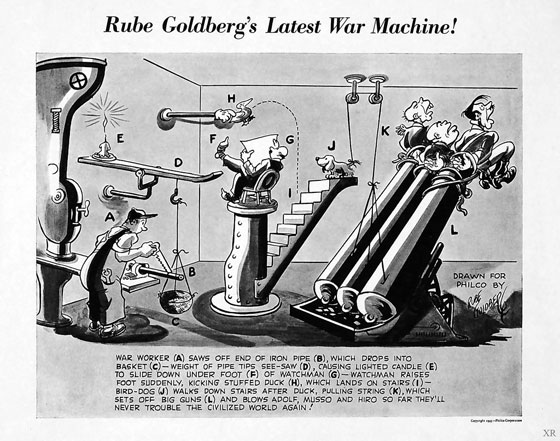 Rube Goldberg's Latest War Machine!
H
E
F
G
J
D
K
I
A
L
B
C
DRAWN FOR
PHILCO BY
RUBE
GOLDBERG
WAR WORKER (A) SAWS OFF END OF IRON PIPE (B), WHICH DROPS INTO
BASKET (C) — WEIGHT OF PIPE TIPS SEE-SAW (D), CAUSING LIGHTED CANDLE (E)
TO SLIDE DOWN UNDER FOOT (F) OF WATCHMAN (G) — WATCHMAN RAISES
FOOT SUDDENLY, KICKING STUFFED DUCK (H), WHICH LANDS ON STAIRS (I) —
BIRD-DOG (J) WALKS DOWN STAIRS AFTER DUCK, PULLING STRING (K), WHICH
SETS OFF BIG GUNS (L) AND BLOWS ADOLF, MUSSO AND HIRO SO FAR THEY'LL
NEVER TROUBLE THE CIVILIZED WORLD AGAIN!
XR